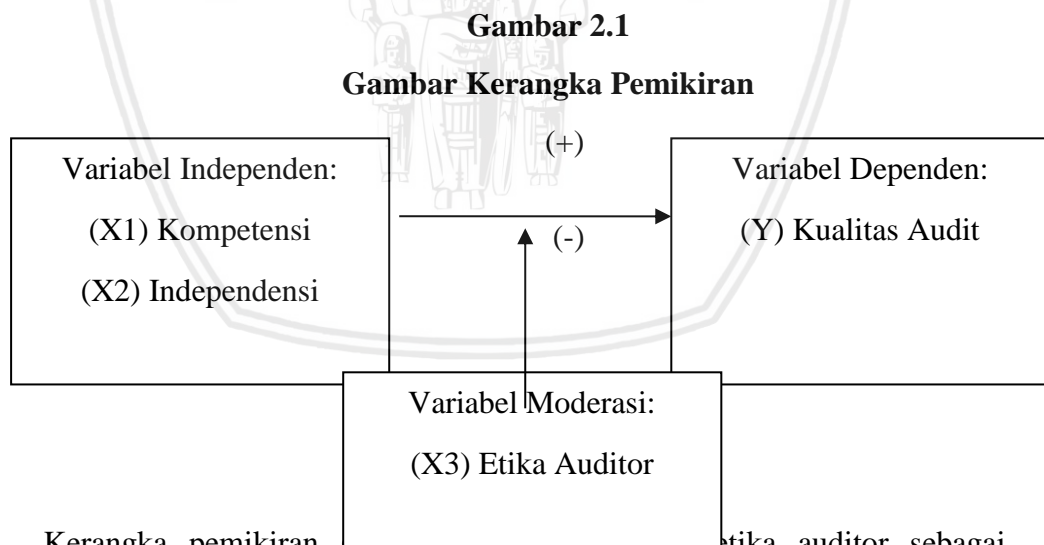 Gambar 2.1
Gambar Kerangka Pemikiran
(+)
Variabel Independen:
(X1) Kompetensi
(X2) Independensi
(-)
Variabel Dependen:
(Y) Kualitas Audit
Variabel Moderasi:
(X3) Etika Auditor
Kerangka pemikiran etika auditor sebagai